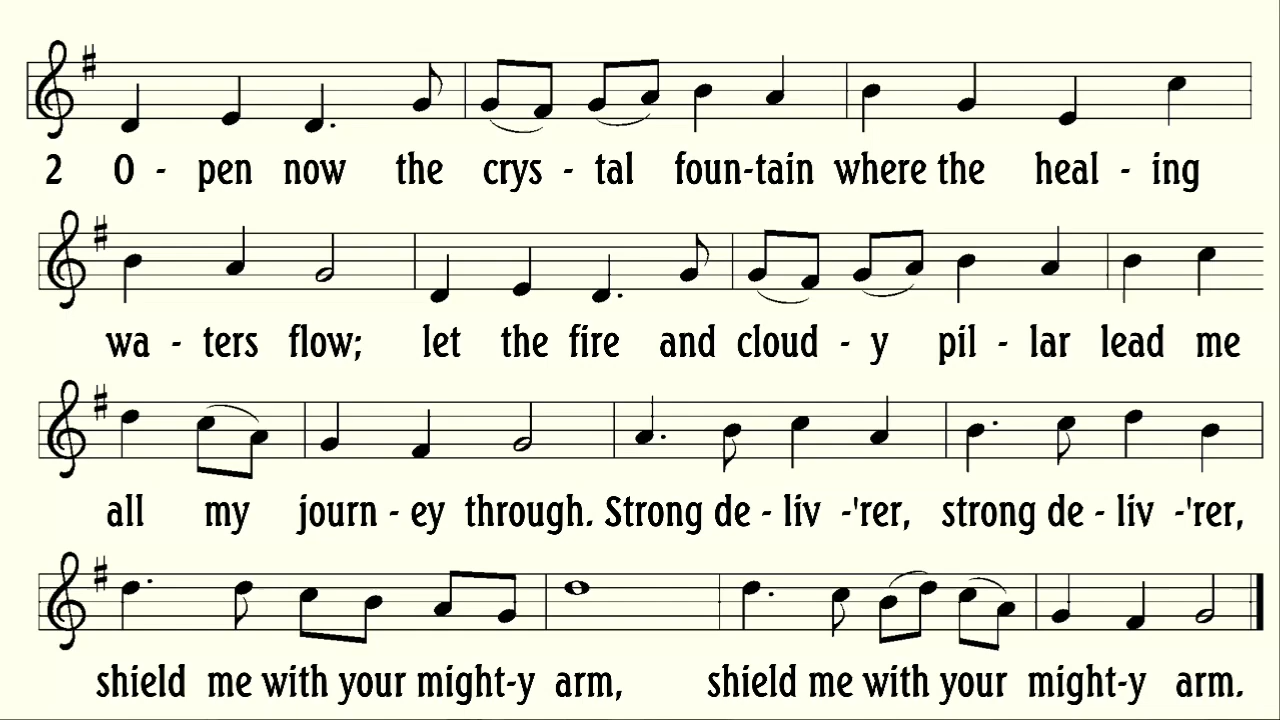 2 O - pen now the crys - tal foun-tain where the heal - ing
wa - ters flow; let the fire and cloud - y pil - lar lead me
all my journ - ey through. Strong de - liv -'rer, strong de - liv -'rer,
shield me with your might-y arm, shield me with your might-y arm.